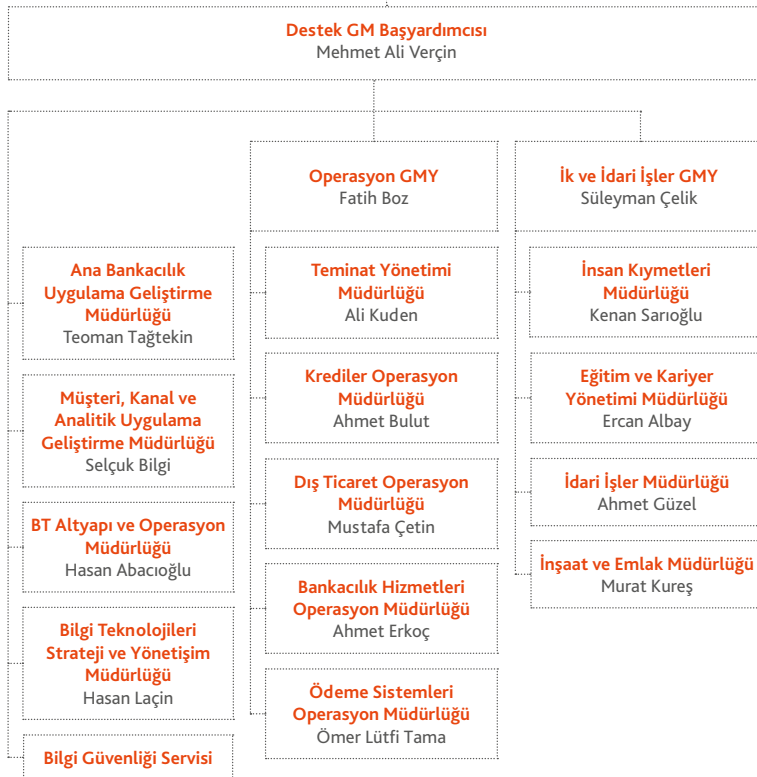 Destek GM Başyardımcısı
Mehmet Ali Verçin
Operasyon GMY
Fatih Boz
İk ve İdari İşler GMY
Süleyman Çelik
Ana Bankacılık
Uygulama Geliştirme
Müdürlüğü
Teoman Tağtekin
Müşteri, Kanal ve
Analitik Uygulama
Geliştirme Müdürlüğü
Selçuk Bilgi
BT Altyapı ve Operasyon
Müdürlüğü
Hasan Abacıoğlu
Bilgi Teknolojileri
Strateji ve Yönetişim
Müdürlüğü
Hasan Laçin
Bilgi Güvenliği Servisi
Teminat Yönetimi
Müdürlüğü
Ali Kuden
Krediler Operasyon
Müdürlüğü
Ahmet Bulut
Dış Ticaret Operasyon
Müdürlüğü
Mustafa Çetin
Bankacılık Hizmetleri
Operasyon Müdürlüğü
Ahmet Erkoç
Ödeme Sistemleri
Operasyon Müdürlüğü
Ömer Lütfi Tama
İnsan Kıymetleri
Müdürlüğü
Kenan Sarıoğlu
Eğitim ve Kariyer
Yönetimi Müdürlüğü
Ercan Albay
İdari İşler Müdürlüğü
Ahmet Güzel
İnşaat ve Emlak Müdürlüğü
Murat Kureş